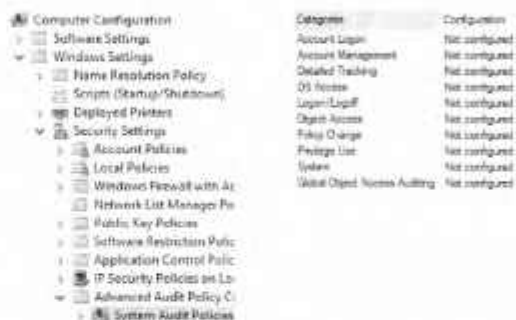 Computer Configuration
Software Settings
Windows Settings
Name Resolution Policy
Scripts (Startup/Shutdown)
Deployed Printers
Security Settings
Account Policies
Local Policies
Windows Firewall with Ac
Network List Manager Po
Public Key Policies
Software Restriction Polic
Application Control Polic
IP Security Policies on Lo
Advanced Audit Policy C
System Audit Policies
Categories Configuration
Account Logon Not configured
Account Management Not configured
Detailed Tracking Not configured
DS Access Not configured
Logon/Logoff Not configured
Object Access Not configured
Policy Change Not configured
Privilege Use Not configured
System Not configured
Global Object Access Auditing Not configured